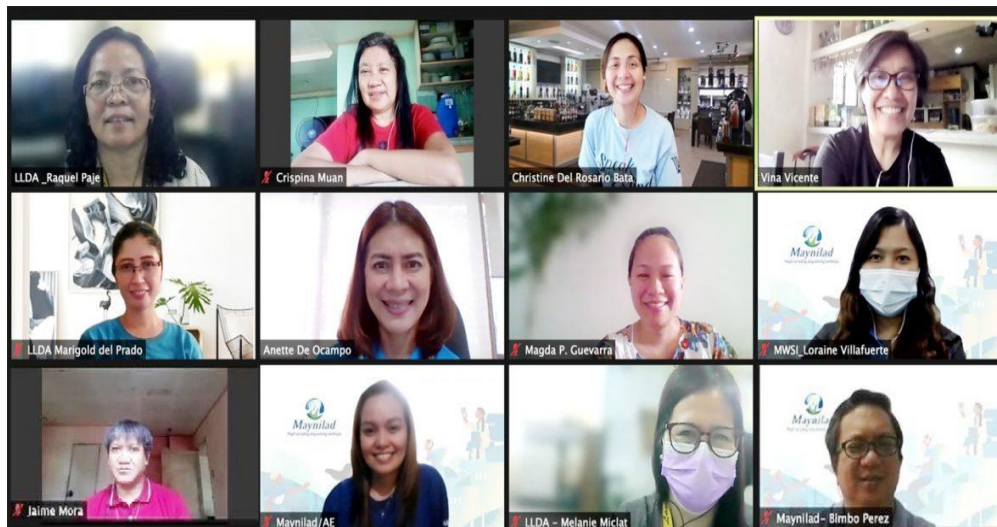 LLDA _Raquel Paje
Crispina Muan
Christine Del Rosario Bata
Speak
Vina Vicente
LLDA Marigold del Prado
Anette De Ocampo
Magda P. Guevarra
Maynilad
MWSI_Loraine Villafuerte
Jaime Mora
Maynilad
Maynilad/AE
LLDA - Melanie Miclat
Maynilad
Maynilad- Bimbo Perez